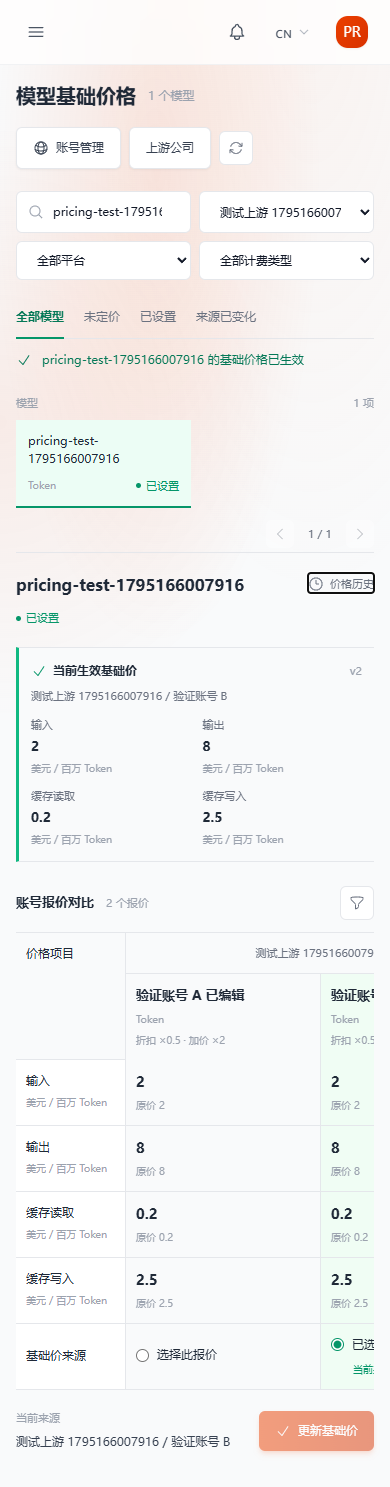 CN
PR
模型基础价格
1 个模型
账号管理
上游公司
pricing-test-17951
测试上游 1795166007
全部平台
全部计费类型
全部模型
未定价
已设置
来源已变化
pricing-test-1795166007916 的基础价格已生效
模型
1 项
pricing-test-
1795166007916
Token
已设置
1 / 1
pricing-test-1795166007916
价格历史
已设置
当前生效基础价
v2
测试上游 1795166007916 / 验证账号 B
输入
输出
2
8
美元 / 百万 Token
美元 / 百万 Token
缓存读取
缓存写入
0.2
2.5
美元 / 百万 Token
美元 / 百万 Token
账号报价对比
2 个报价
价格项目
测试上游 17951660079
验证账号 A 已编辑
验证账号
Token
Token
折扣 ×0.5 · 加价 ×2
折扣 ×0.5
输入
美元 / 百万 Token
2
原价 2
2
原价 2
输出
美元 / 百万 Token
8
原价 8
8
原价 8
缓存读取
美元 / 百万 Token
0.2
原价 0.2
0.2
原价 0.2
缓存写入
美元 / 百万 Token
2.5
原价 2.5
2.5
原价 2.5
基础价来源
选择此报价
已选
当前
当前来源
测试上游 1795166007916 / 验证账号 B
更新基础价